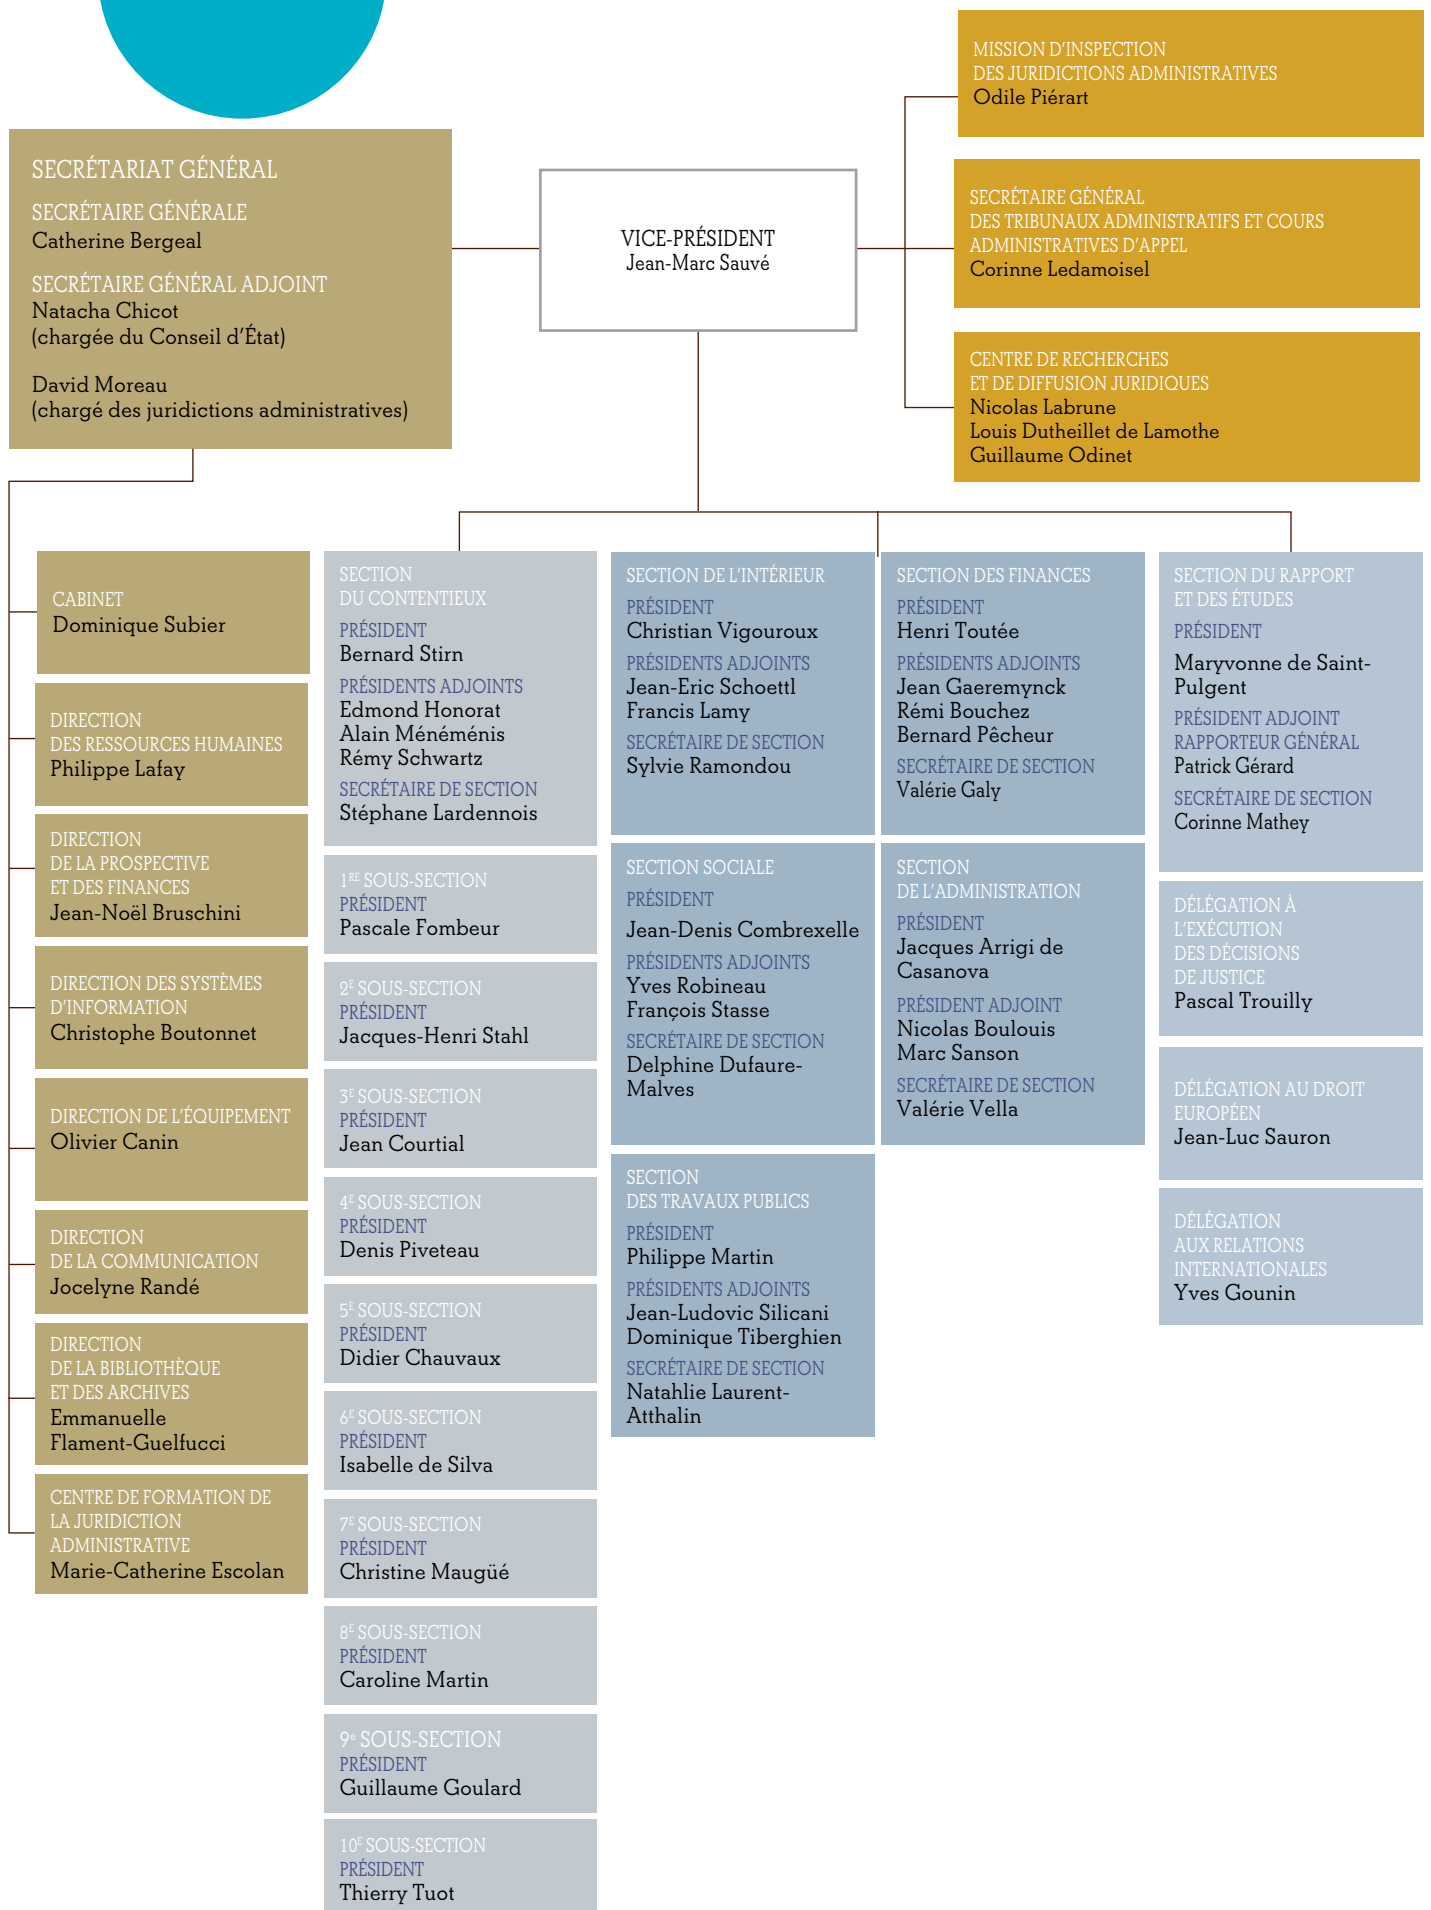 SECRÉTARIAT GÉNÉRAL
SECRÉTAIRE GÉNÉRALE
Catherine Bergeal
SECRÉTAIRE GÉNÉRAL ADJOINT
Natacha Chicot
(chargée du Conseil d'État)
David Moreau
(chargé des juridictions administratives)
VICE-PRÉSIDENT
Jean-Marc Sauvé
MISSION D'INSPECTION
DES JURIDICTIONS ADMINISTRATIVES
Odile Piérart
SECRÉTAIRE GÉNÉRAL
DES TRIBUNAUX ADMINISTRATIFS ET COURS
ADMINISTRATIVES D'APPEL
Corinne Ledamoisel
CENTRE DE RECHERCHES
ET DE DIFFUSION JURIDIQUES
Nicolas Labrune
Louis Dutheillet de Lamothe
Guillaume Odinet
CABINET
Dominique Subier
DIRECTION
DES RESSOURCES HUMAINES
Philippe Lafay
DIRECTION
DE LA PROSPECTIVE
ET DES FINANCES
Jean-Noël Bruschini
DIRECTION DES SYSTÈMES
D'INFORMATION
Christophe Boutonnet
DIRECTION DE L'ÉQUIPEMENT
Olivier Canin
DIRECTION
DE LA COMMUNICATION
Jocelyne Randé
DIRECTION
DE LA BIBLIOTHÈQUE
ET DES ARCHIVES
Emmanuelle
Flament-Guelfucci
CENTRE DE FORMATION DE
LA JURIDICTION
ADMINISTRATIVE
Marie-Catherine Escolan
SECTION
DU CONTENTIEUX
PRÉSIDENT
Bernard Stirn
PRÉSIDENTS ADJOINTS
Edmond Honorat
Alain Ménéménis
Rémy Schwartz
SECRÉTAIRE DE SECTION
Stéphane Lardennois
1RE SOUS-SECTION
PRÉSIDENT
Pascale Fombeur
2E SOUS-SECTION
PRÉSIDENT
Jacques-Henri Stahl
3E SOUS-SECTION
PRÉSIDENT
Jean Courtial
4E SOUS-SECTION
PRÉSIDENT
Denis Piveteau
5E SOUS-SECTION
PRÉSIDENT
Didier Chauvaux
6E SOUS-SECTION
PRÉSIDENT
Isabelle de Silva
7E SOUS-SECTION
PRÉSIDENT
Christine Maugüé
8E SOUS-SECTION
PRÉSIDENT
Caroline Martin
9e SOUS-SECTION
PRÉSIDENT
Guillaume Goulard
10E SOUS-SECTION
PRÉSIDENT
Thierry Tuot
SECTION DE L'INTÉRIEUR
PRÉSIDENT
Christian Vigouroux
PRÉSIDENTS ADJOINTS
Jean-Eric Schoettl
Francis Lamy
SECRÉTAIRE DE SECTION
Sylvie Ramondou
SECTION SOCIALE
PRÉSIDENT
Jean-Denis Combrexelle
PRÉSIDENTS ADJOINTS
Yves Robineau
François Stasse
SECRÉTAIRE DE SECTION
Delphine Dufaure-
Malves
SECTION
DES TRAVAUX PUBLICS
PRÉSIDENT
Philippe Martin
PRÉSIDENTS ADJOINTS
Jean-Ludovic Silicani
Dominique Tiberghien
SECRÉTAIRE DE SECTION
Natahlie Laurent-
Atthalin
SECTION DES FINANCES
PRÉSIDENT
Henri Toutée
PRÉSIDENTS ADJOINTS
Jean Gaeremynck
Rémi Bouchez
Bernard Pêcheur
SECRÉTAIRE DE SECTION
Valérie Galy
SECTION
DE L'ADMINISTRATION
PRÉSIDENT
Jacques Arrigi de
Casanova
PRÉSIDENT ADJOINT
Nicolas Boulouis
Marc Sanson
SECRÉTAIRE DE SECTION
Valérie Vella
SECTION DU RAPPORT
ET DES ÉTUDES
PRÉSIDENT
Maryvonne de Saint-
Pulgent
PRÉSIDENT ADJOINT
RAPPORTEUR GÉNÉRAL
Patrick Gérard
SECRÉTAIRE DE SECTION
Corinne Mathey
DÉLÉGATION À
L'EXÉCUTION
DES DÉCISIONS
DE JUSTICE
Pascal Trouilly
DÉLÉGATION AU DROIT
EUROPÉEN
Jean-Luc Sauron
DÉLÉGATION
AUX RELATIONS
INTERNATIONALES
Yves Gounin